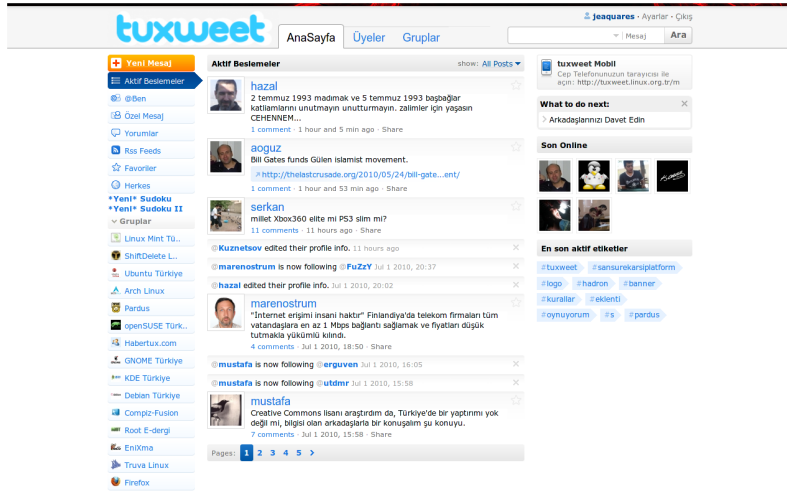 tuxweet
AnaSayfa
Üyeler
Gruplar
jeaquares · Ayarlar · Çıkış
Mesaj
Ara
Yeni Mesaj
Aktif Beslemeler
@Ben
Özel Mesaj
Yorumlar
Rss Feeds
Favoriler
Herkes
*Yeni* Sudoku
*Yeni* Sudoku II
Gruplar
Linux Mint Tü..
ShiftDelete L..
Ubuntu Türkiye
Arch Linux
Pardus
openSUSE Türk..
Habertux.com
GNOME Türkiye
KDE Türkiye
Debian Türkiye
Compiz-Fusion
Root E-dergi
EniXma
Truva Linux
Firefox
Aktif Beslemeler
show: All Posts
hazal
2 temmuz 1993 madımak ve 5 temmuz 1993 başbağlar
katliamlarını unutmayın unutturmayın. zalimler için yaşasın
CEHENNEM...
1 comment · 1 hour and 5 min ago · Share
aoguz
Bill Gates funds Gülen islamist movement.
http://thelastcrusade.org/2010/05/24/bill-gate...ent/
1 comment · 1 hour and 53 min ago · Share
serkan
millet Xbox360 elite mi PS3 slim mi?
11 comments · 11 hours ago · Share
@Kuznetsov edited their profile info. 11 hours ago
@marenostrum is now following @FuZzY Jul 1 2010, 20:37
@hazal edited their profile info. Jul 1 2010, 20:02
marenostrum
"İnternet erişimi insani haktır" Finlandiya'da telekom firmaları tüm
vatandaşlara en az 1 Mbps bağlantı sağlamak ve fiyatları düşük
tutmakla yükümlü kılındı.
4 comments · Jul 1 2010, 18:50 · Share
@mustafa is now following @erguven Jul 1 2010, 16:05
@mustafa is now following @utdmr Jul 1 2010, 15:58
mustafa
Creative Commons lisanı araştırdım da, Türkiye'de bir yaptırımı yok
değil mi, bilgisi olan arkadaşlarla bir konuşalım şu konuyu.
7 comments · Jul 1 2010, 15:58 · Share
Pages: 1 2 3 4 5 >
tuxweet Mobil
Cep Telefonunuzun tarayıcısı ile
açın: http://tuxweet.linux.org.tr/m
What to do next:
Arkadaşlarınızı Davet Edin
Son Online
En son aktif etiketler
#tuxweet #sansurekarsiplatform
#logo #hadron #banner
#kurallar #eklenti
#oynuyorum #s #pardus